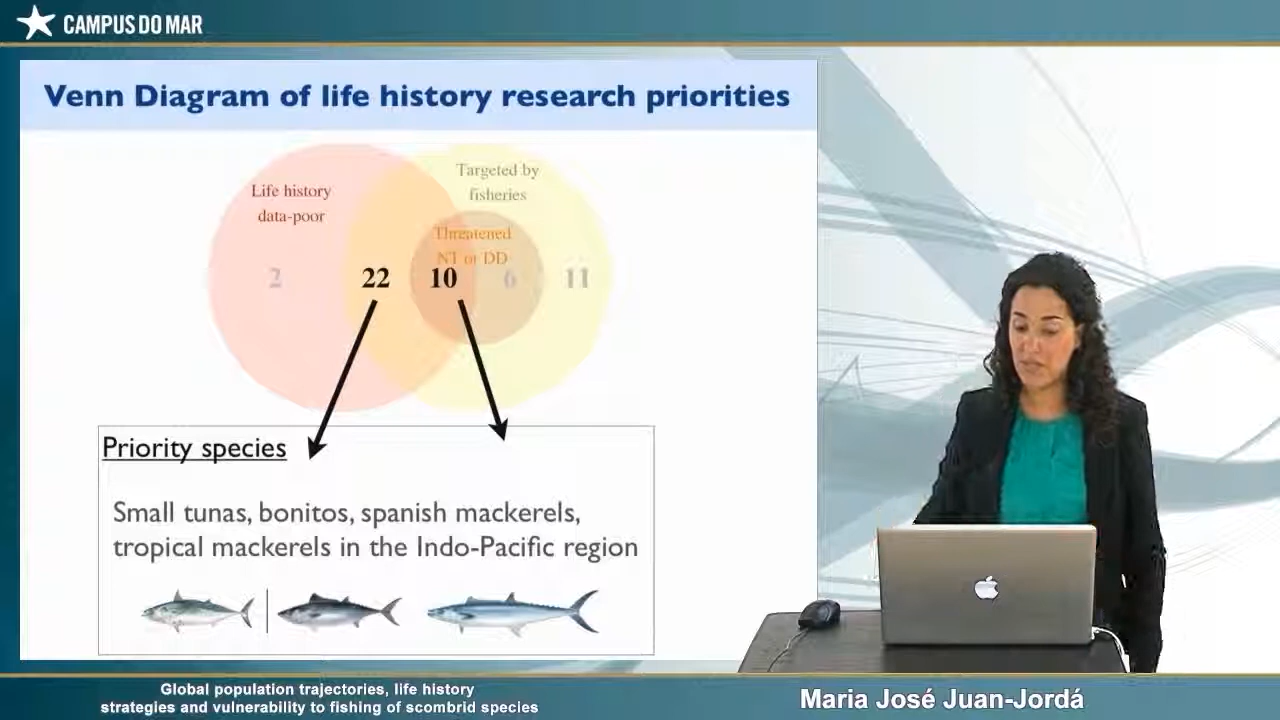 CAMPUS DO MAR
Venn Diagram of life history research priorities
Life history
data-poor
Targeted by
fisheries
Threatened
NT or DD
2
22
10
6
11
Priority species
Small tunas, bonitos, spanish mackerels,
tropical mackerels in the Indo-Pacific region
Global population trajectories, life history
strategies and vulnerability to fishing of scombrid species
Maria José Juan-Jordá